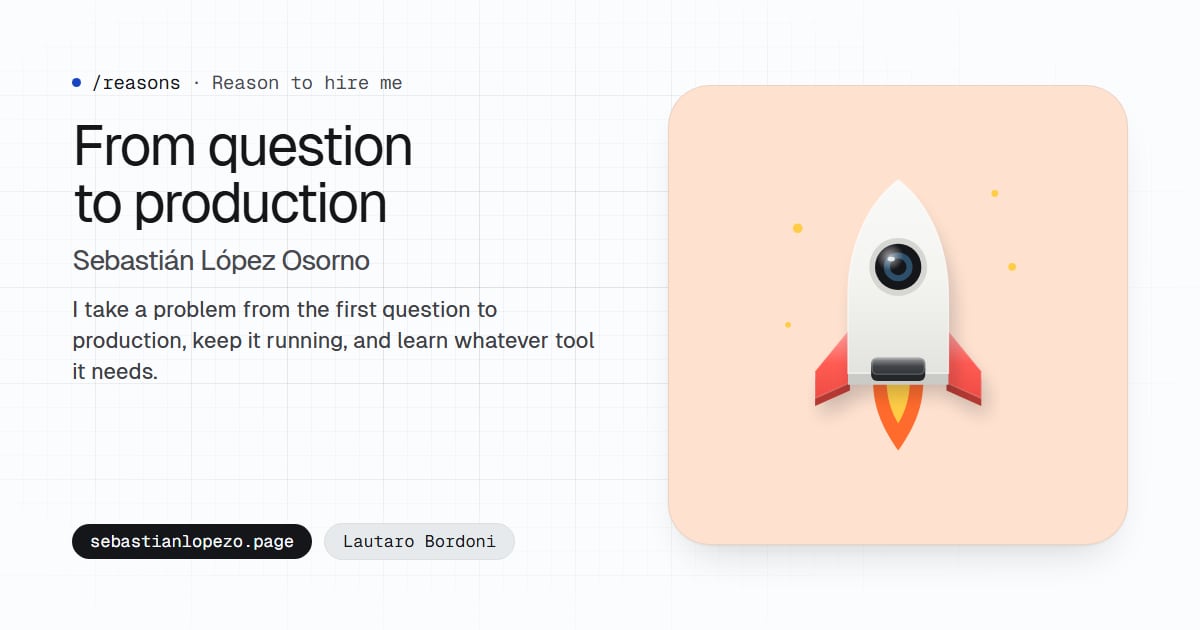 /reasons · Reason to hire me
From question
to production
Sebastián López Osorno
I take a problem from the first question to
production, keep it running, and learn whatever tool
it needs.
sebastianlopezo.page
Lautaro Bordoni